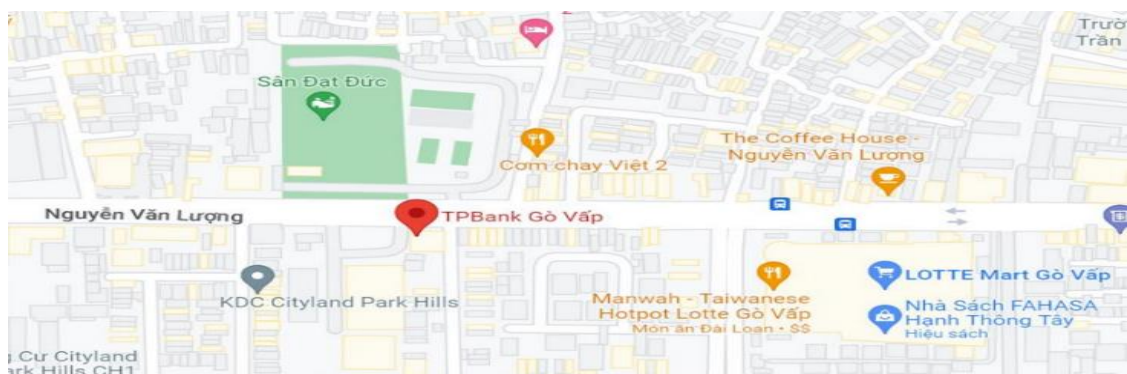 Trườ
Trần
Sân Đạt Đức
The Coffee House -
Nguyễn Văn Lượng
Cơm chay Việt 2
Nguyễn Văn Lượng
TPBank Gò Vấp
LOTTE Mart Gò Vấp
KDC Cityland Park Hills
Manwah - Taiwanese
Hotpot Lotte Gò Vấp
Món ăn Đài Loan • $$
Nhà Sách FAHASA
Hạnh Thông Tây
Hiệu sách
g Cư Cityland
ark Hills CH1